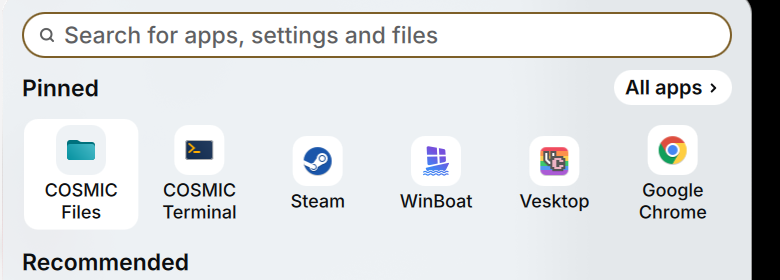 Search for apps, settings and files
Pinned
All apps
COSMIC
Files
COSMIC
Terminal
Steam
WinBoat
Vesktop
Google
Chrome
Recommended